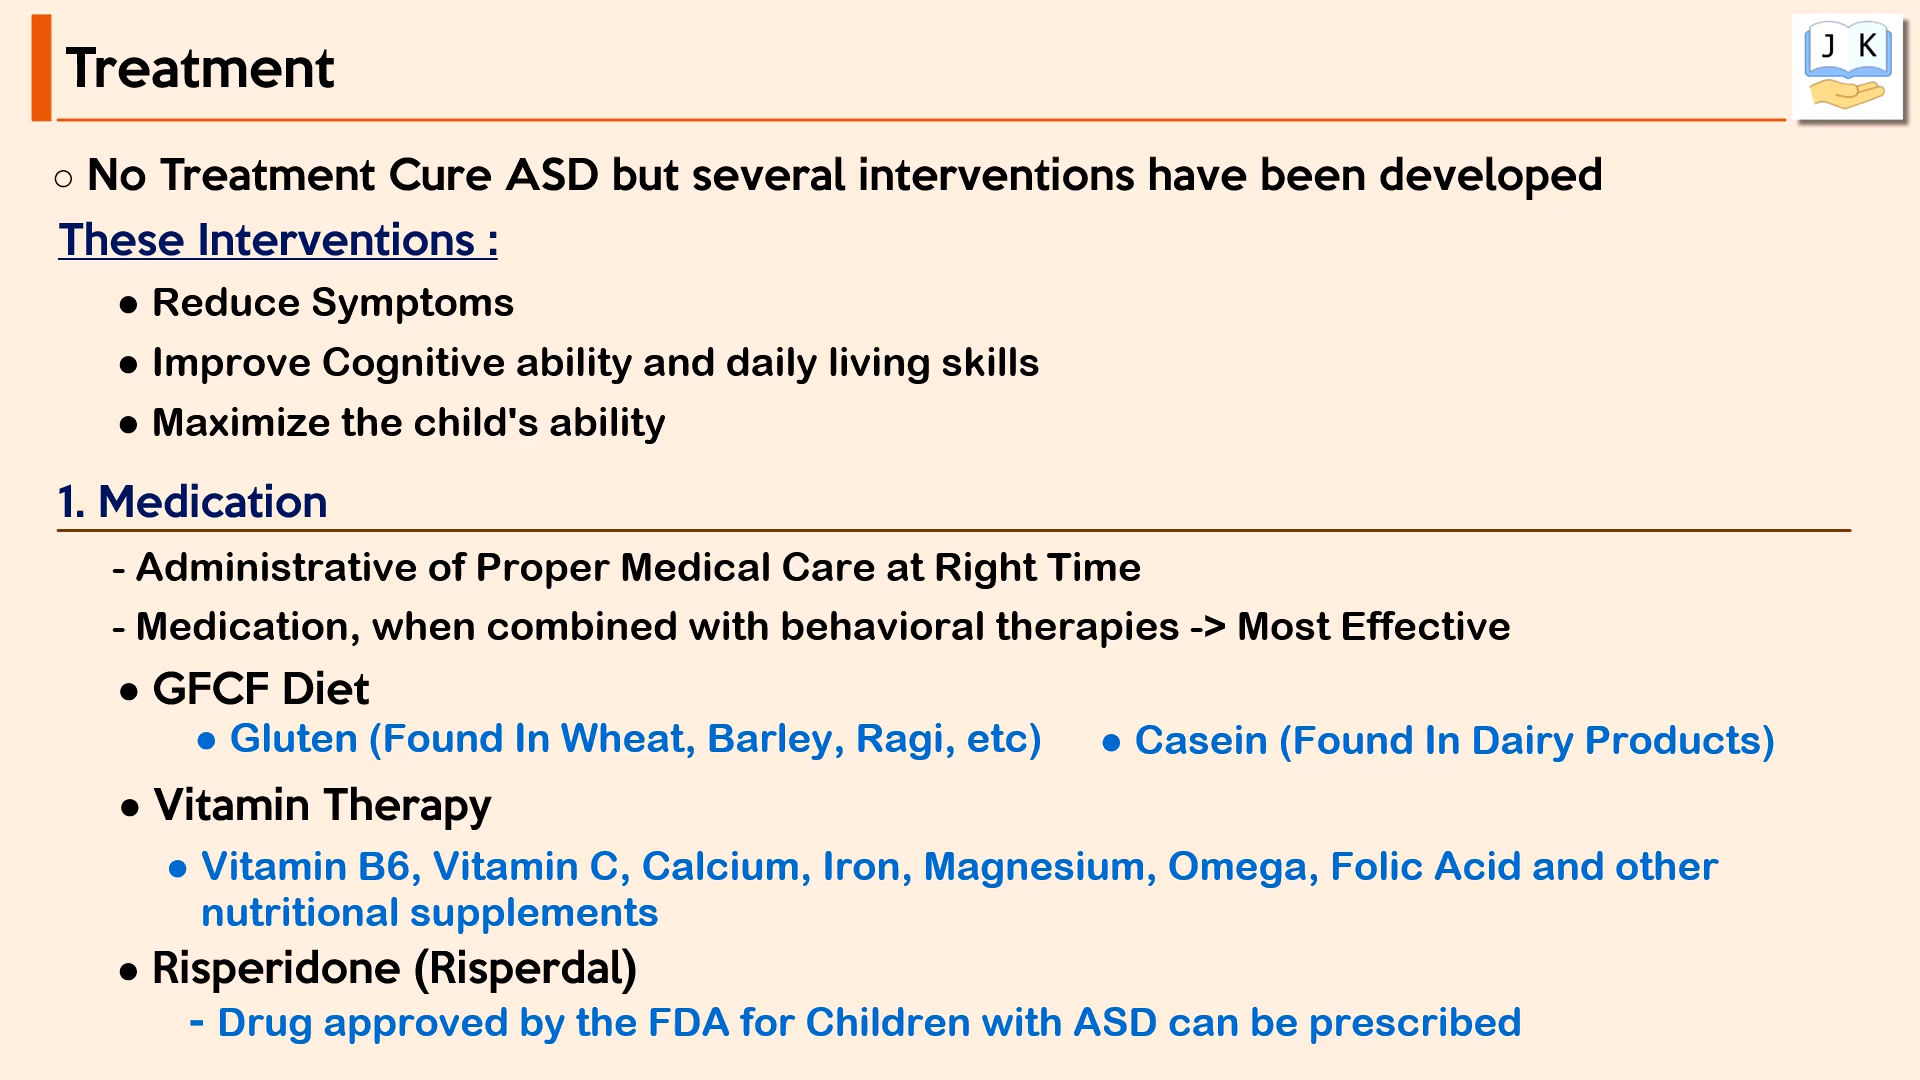 Treatment
J K
○ No Treatment Cure ASD but several interventions have been developed
These Interventions :
● Reduce Symptoms
● Improve Cognitive ability and daily living skills
● Maximize the child's ability
1. Medication
- Administrative of Proper Medical Care at Right Time
- Medication, when combined with behavioral therapies -> Most Effective
● GFCF Diet
● Gluten (Found In Wheat, Barley, Ragi, etc) ● Casein (Found In Dairy Products)
● Vitamin Therapy
● Vitamin B6, Vitamin C, Calcium, Iron, Magnesium, Omega, Folic Acid and other
nutritional supplements
● Risperidone (Risperdal)
- Drug approved by the FDA for Children with ASD can be prescribed